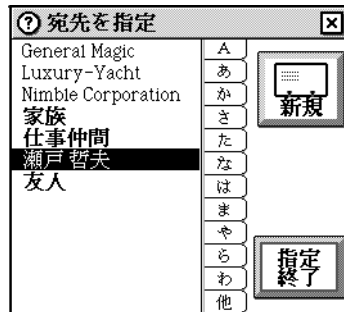 ? 宛先を指定 X
General Magic
Luxury-Yacht
Nimble Corporation
家族
仕事仲間
瀬戸 哲夫
友人
A
あ
か
さ
た
な
は
ま
や
ら
わ
他
新規
指定
終了